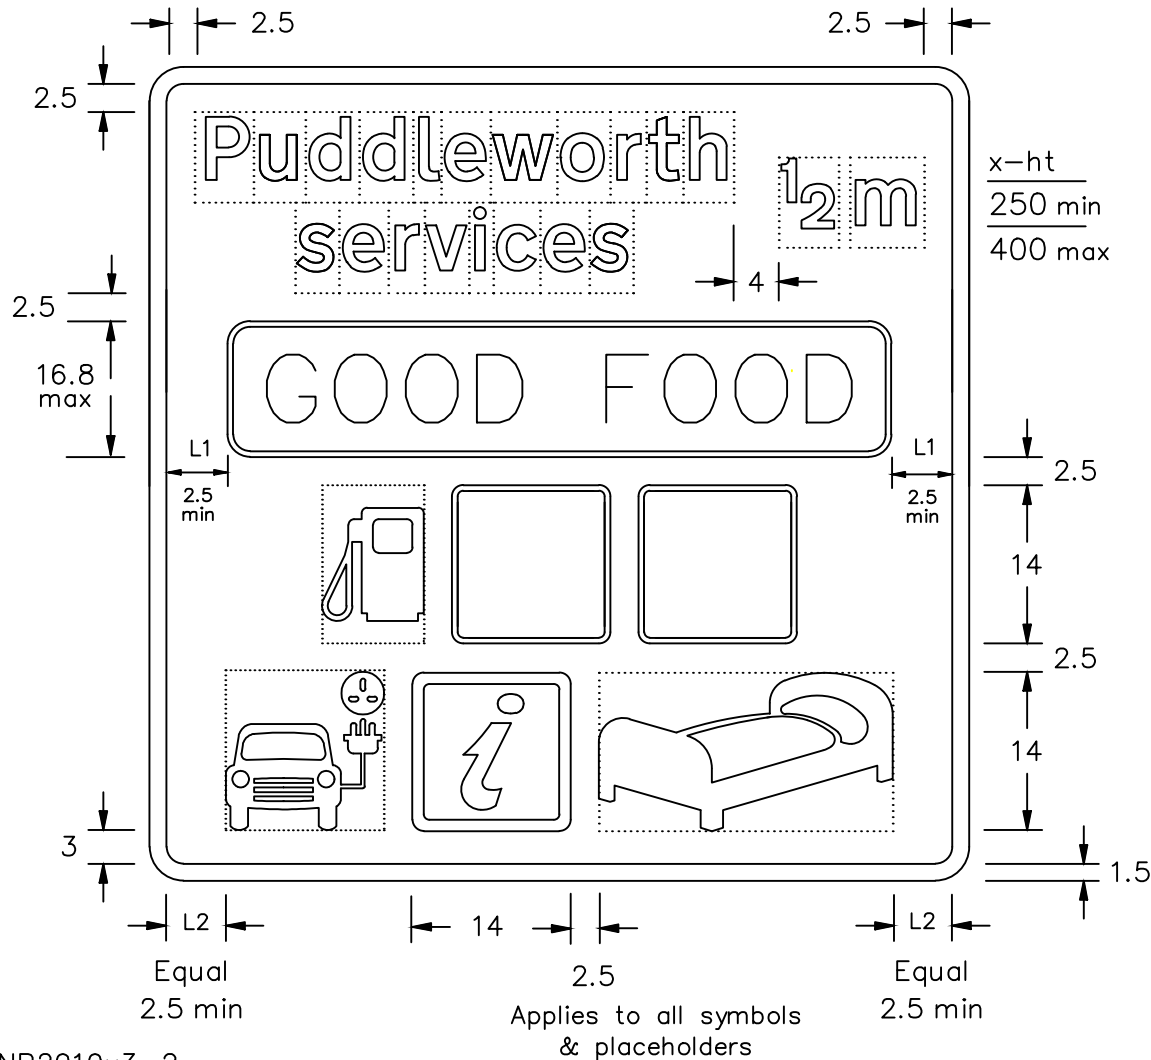 2.5
2.5
2.5
Puddleworth
services
½ m
x-ht
250 min
400 max
4
2.5
16.8
max
GOOD FOOD
L1
2.5
min
L1
2.5
min
2.5
14
2.5
14
i
3
1.5
L2
14
L2
Equal
2.5 min
2.5
Equal
2.5 min
Applies to all symbols
& placeholders